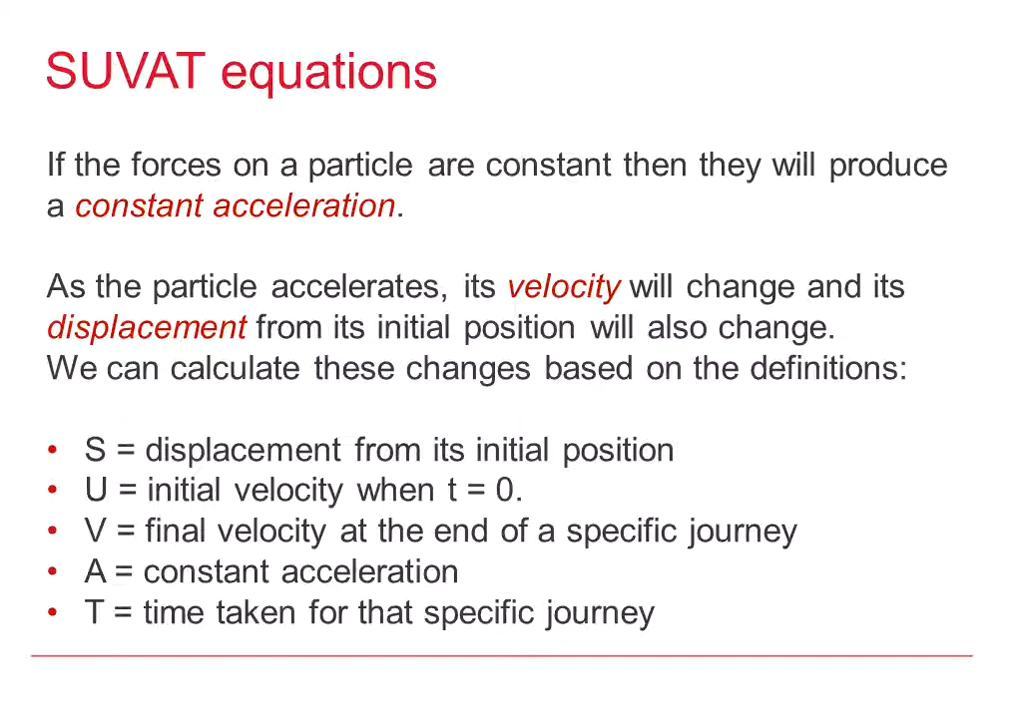 SUVAT equations
If the forces on a particle are constant then they will produce
a constant acceleration.
As the particle accelerates, its velocity will change and its
displacement from its initial position will also change.
We can calculate these changes based on the definitions:
• S = displacement from its initial position
• U = initial velocity when t = 0.
• V = final velocity at the end of a specific journey
• A = constant acceleration
• T = time taken for that specific journey